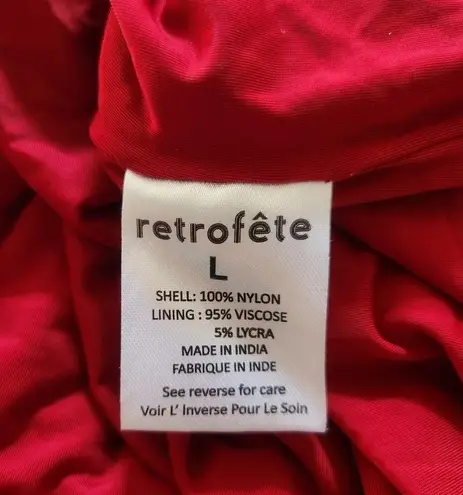 retrofête
L
SHELL: 100% NYLON
LINING : 95% VISCOSE
5% LYCRA
MADE IN INDIA
FABRIQUE IN INDE
See reverse for care
Voir L' Inverse Pour Le Soin